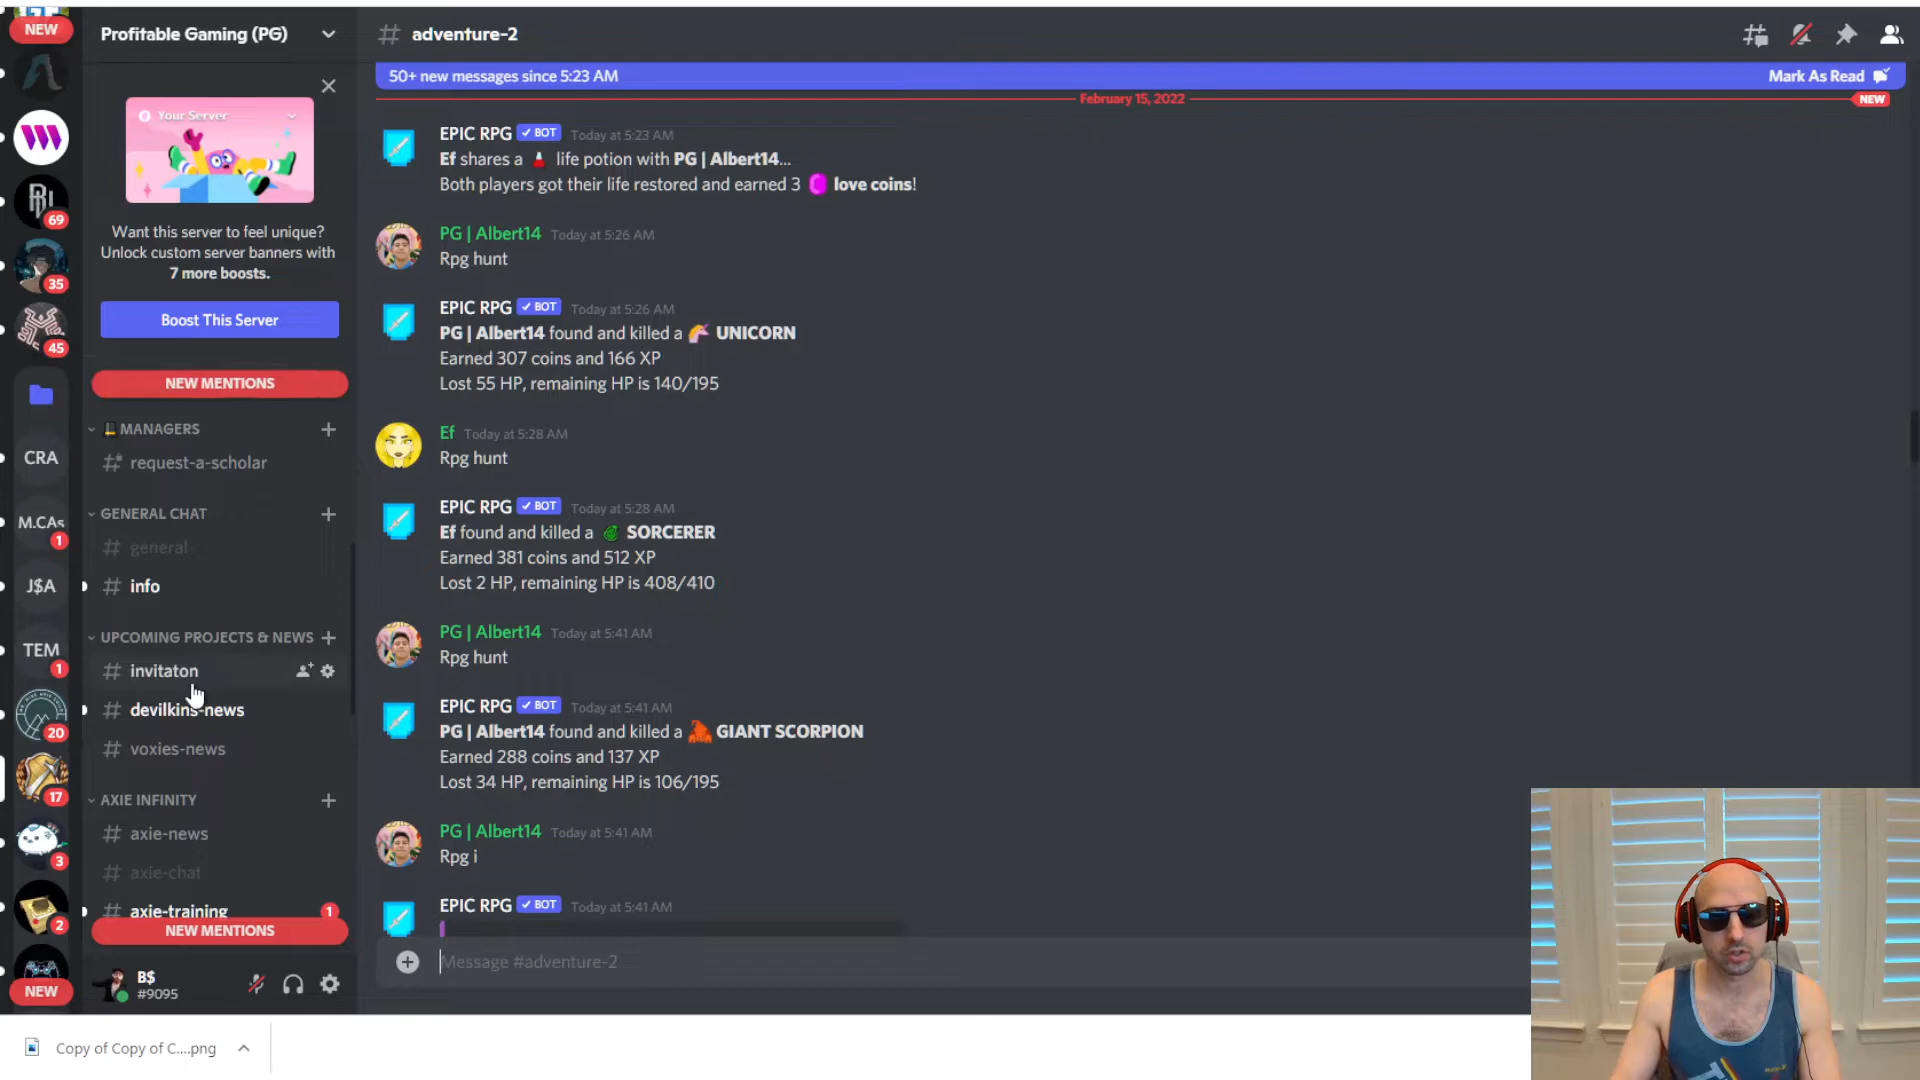 NEW
69
35
45
CRA
M.CAs
1
J$A
TEM
1
20
17
3
2
NEW
Profitable Gaming (PG)
Your Server
Want this server to feel unique?
Unlock custom server banners with
7 more boosts.
Boost This Server
NEW MENTIONS
MANAGERS
request-a-scholar
GENERAL CHAT
general
info
UPCOMING PROJECTS & NEWS
invitaton
devilkins-news
voxies-news
AXIE INFINITY
axie-news
axie-chat
axie-training 1
NEW MENTIONS
B$
#9095
adventure-2
50+ new messages since 5:23 AM Mark As Read
February 15, 2022 NEW
EPIC RPG ✓ BOT Today at 5:23 AM
Ef shares a life potion with PG | Albert14...
Both players got their life restored and earned 3 love coins!
PG | Albert14 Today at 5:26 AM
Rpg hunt
EPIC RPG ✓ BOT Today at 5:26 AM
PG | Albert14 found and killed a UNICORN
Earned 307 coins and 166 XP
Lost 55 HP, remaining HP is 140/195
Ef Today at 5:28 AM
Rpg hunt
EPIC RPG ✓ BOT Today at 5:28 AM
Ef found and killed a SORCERER
Earned 381 coins and 512 XP
Lost 2 HP, remaining HP is 408/410
PG | Albert14 Today at 5:41 AM
Rpg hunt
EPIC RPG ✓ BOT Today at 5:41 AM
PG | Albert14 found and killed a GIANT SCORPION
Earned 288 coins and 137 XP
Lost 34 HP, remaining HP is 106/195
PG | Albert14 Today at 5:41 AM
Rpg i
EPIC RPG ✓ BOT Today at 5:41 AM
Message #adventure-2
Copy of Copy of C....png